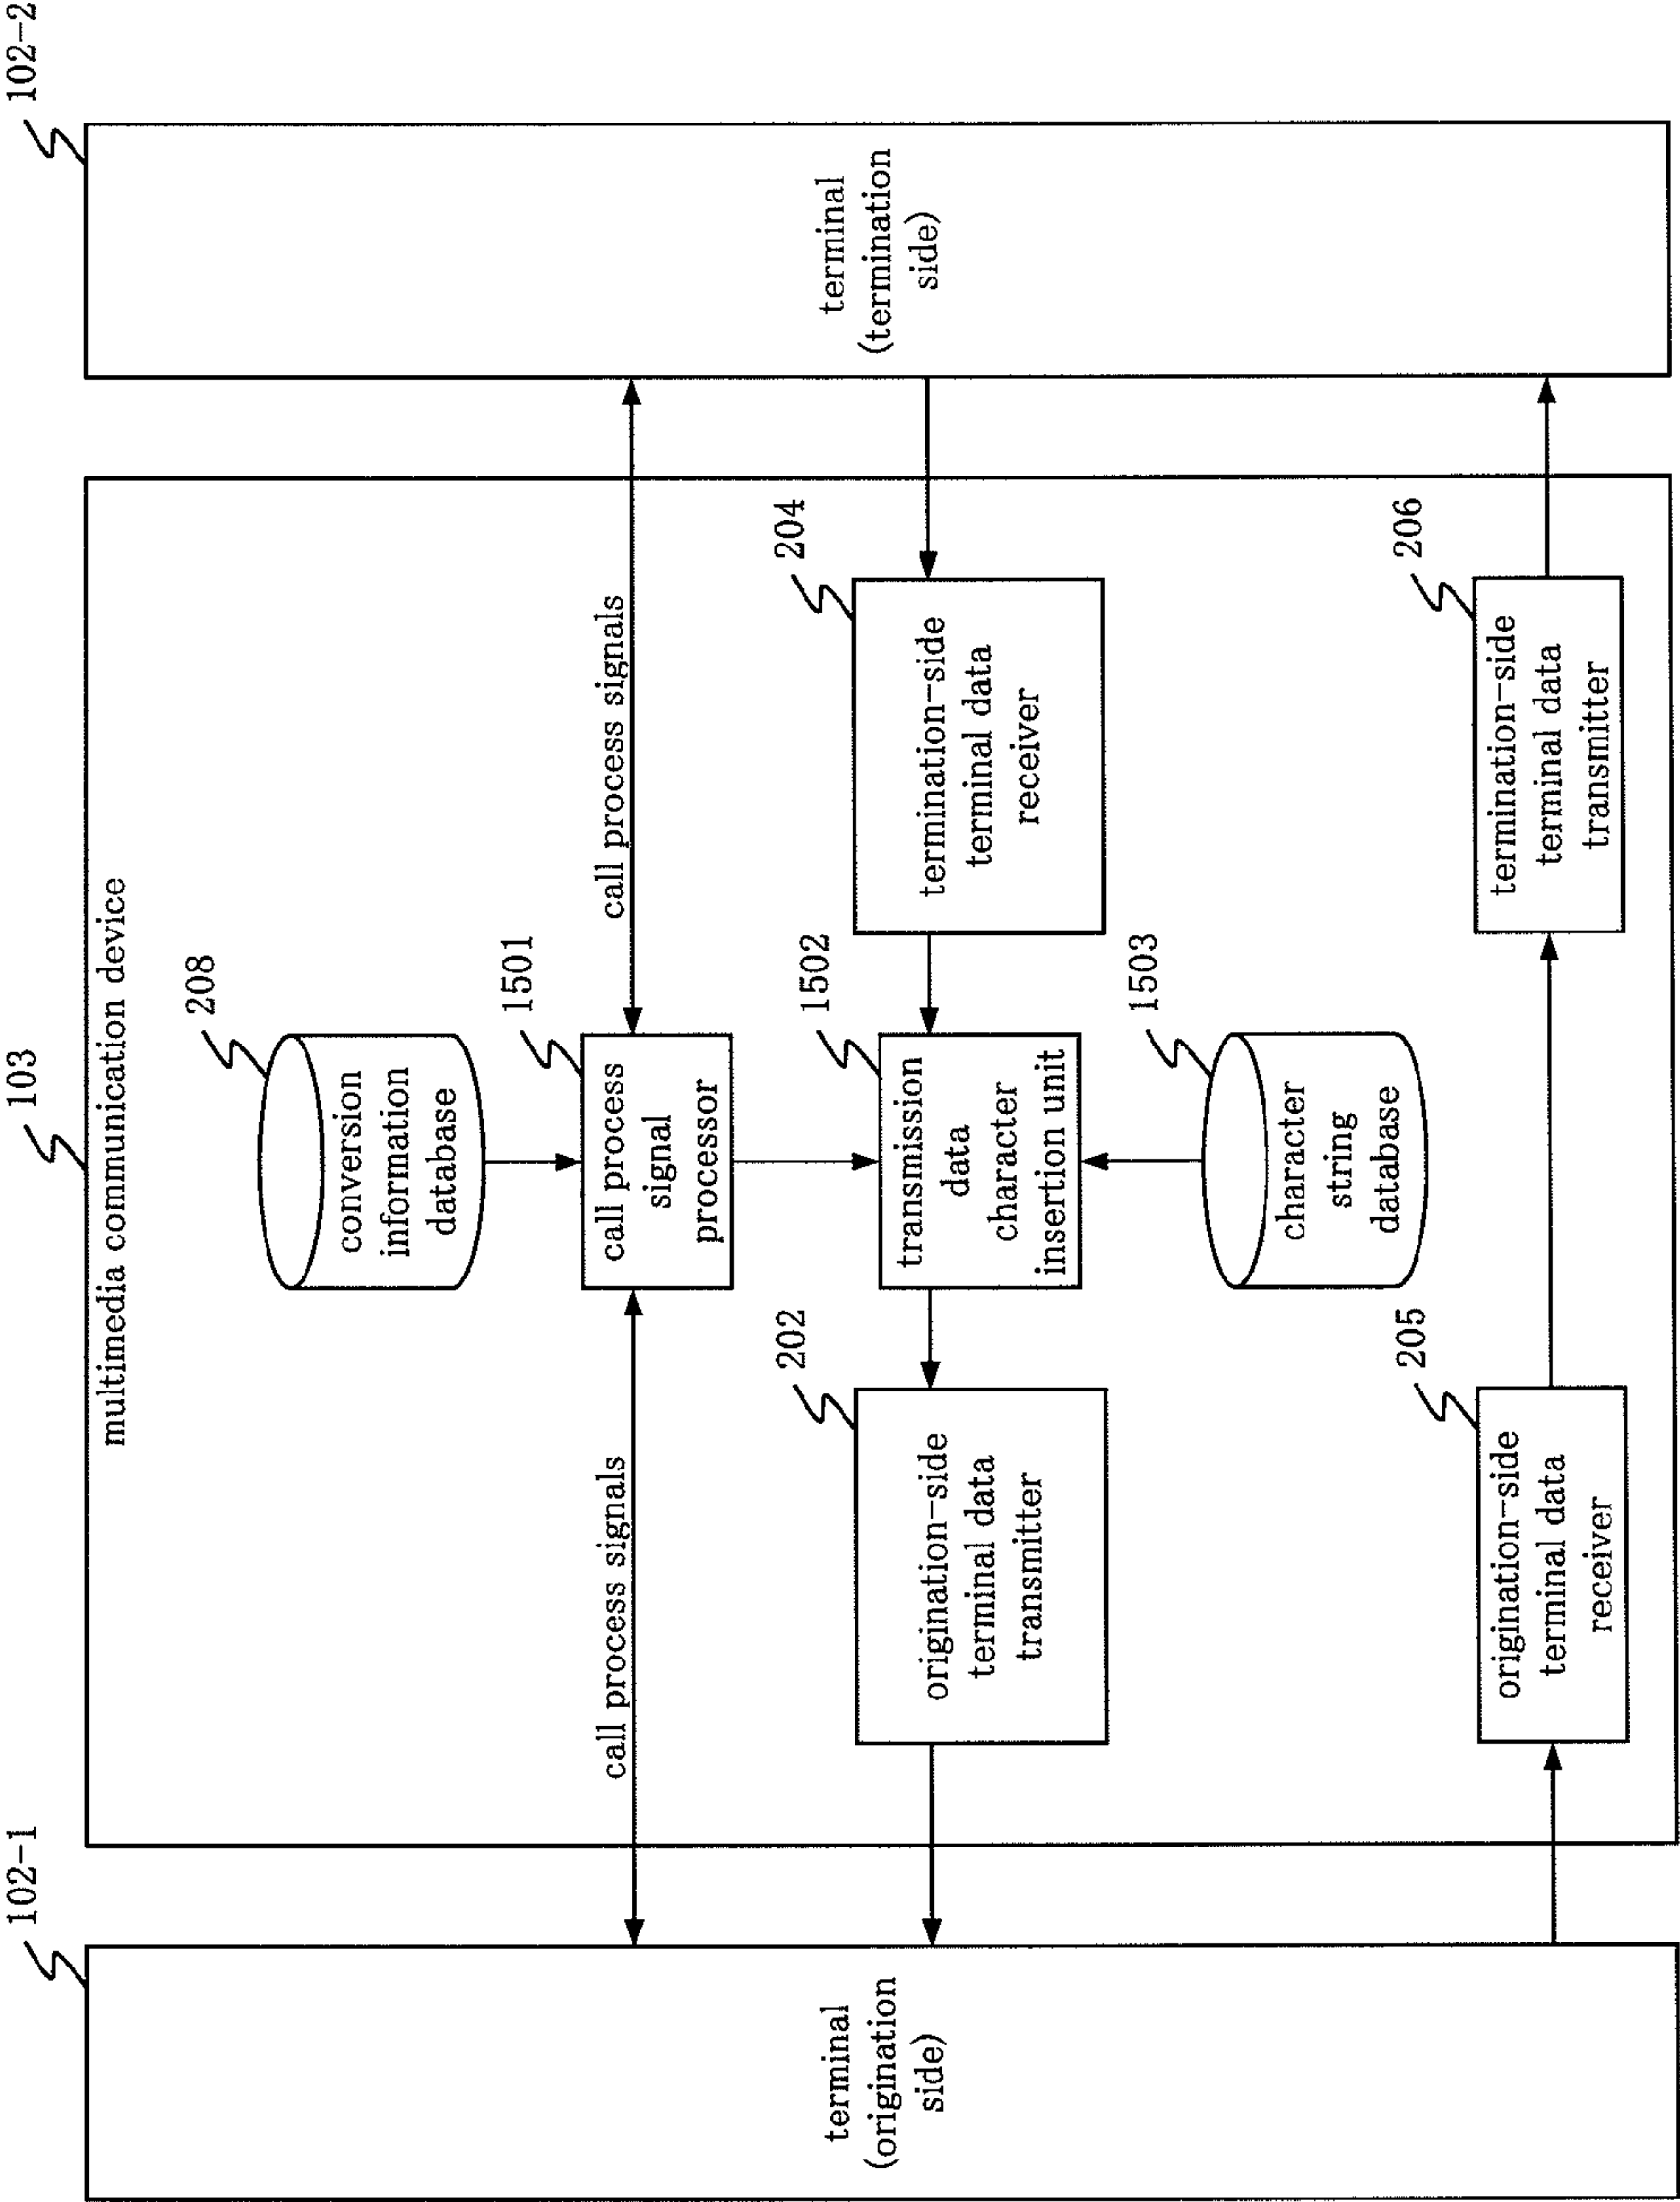 103
102-1
102-2
multimedia communication device
208
conversion
information
database
call process signals
1501
call process signals
call process
signal
processor
terminal
(origination
side)
202
origination-side
terminal data
transmitter
1502
transmission
data
character
insertion unit
204
termination-side
terminal data
receiver
terminal
(termination
side)
1503
character
string
database
205
origination-side
terminal data
receiver
206
termination-side
terminal data
transmitter